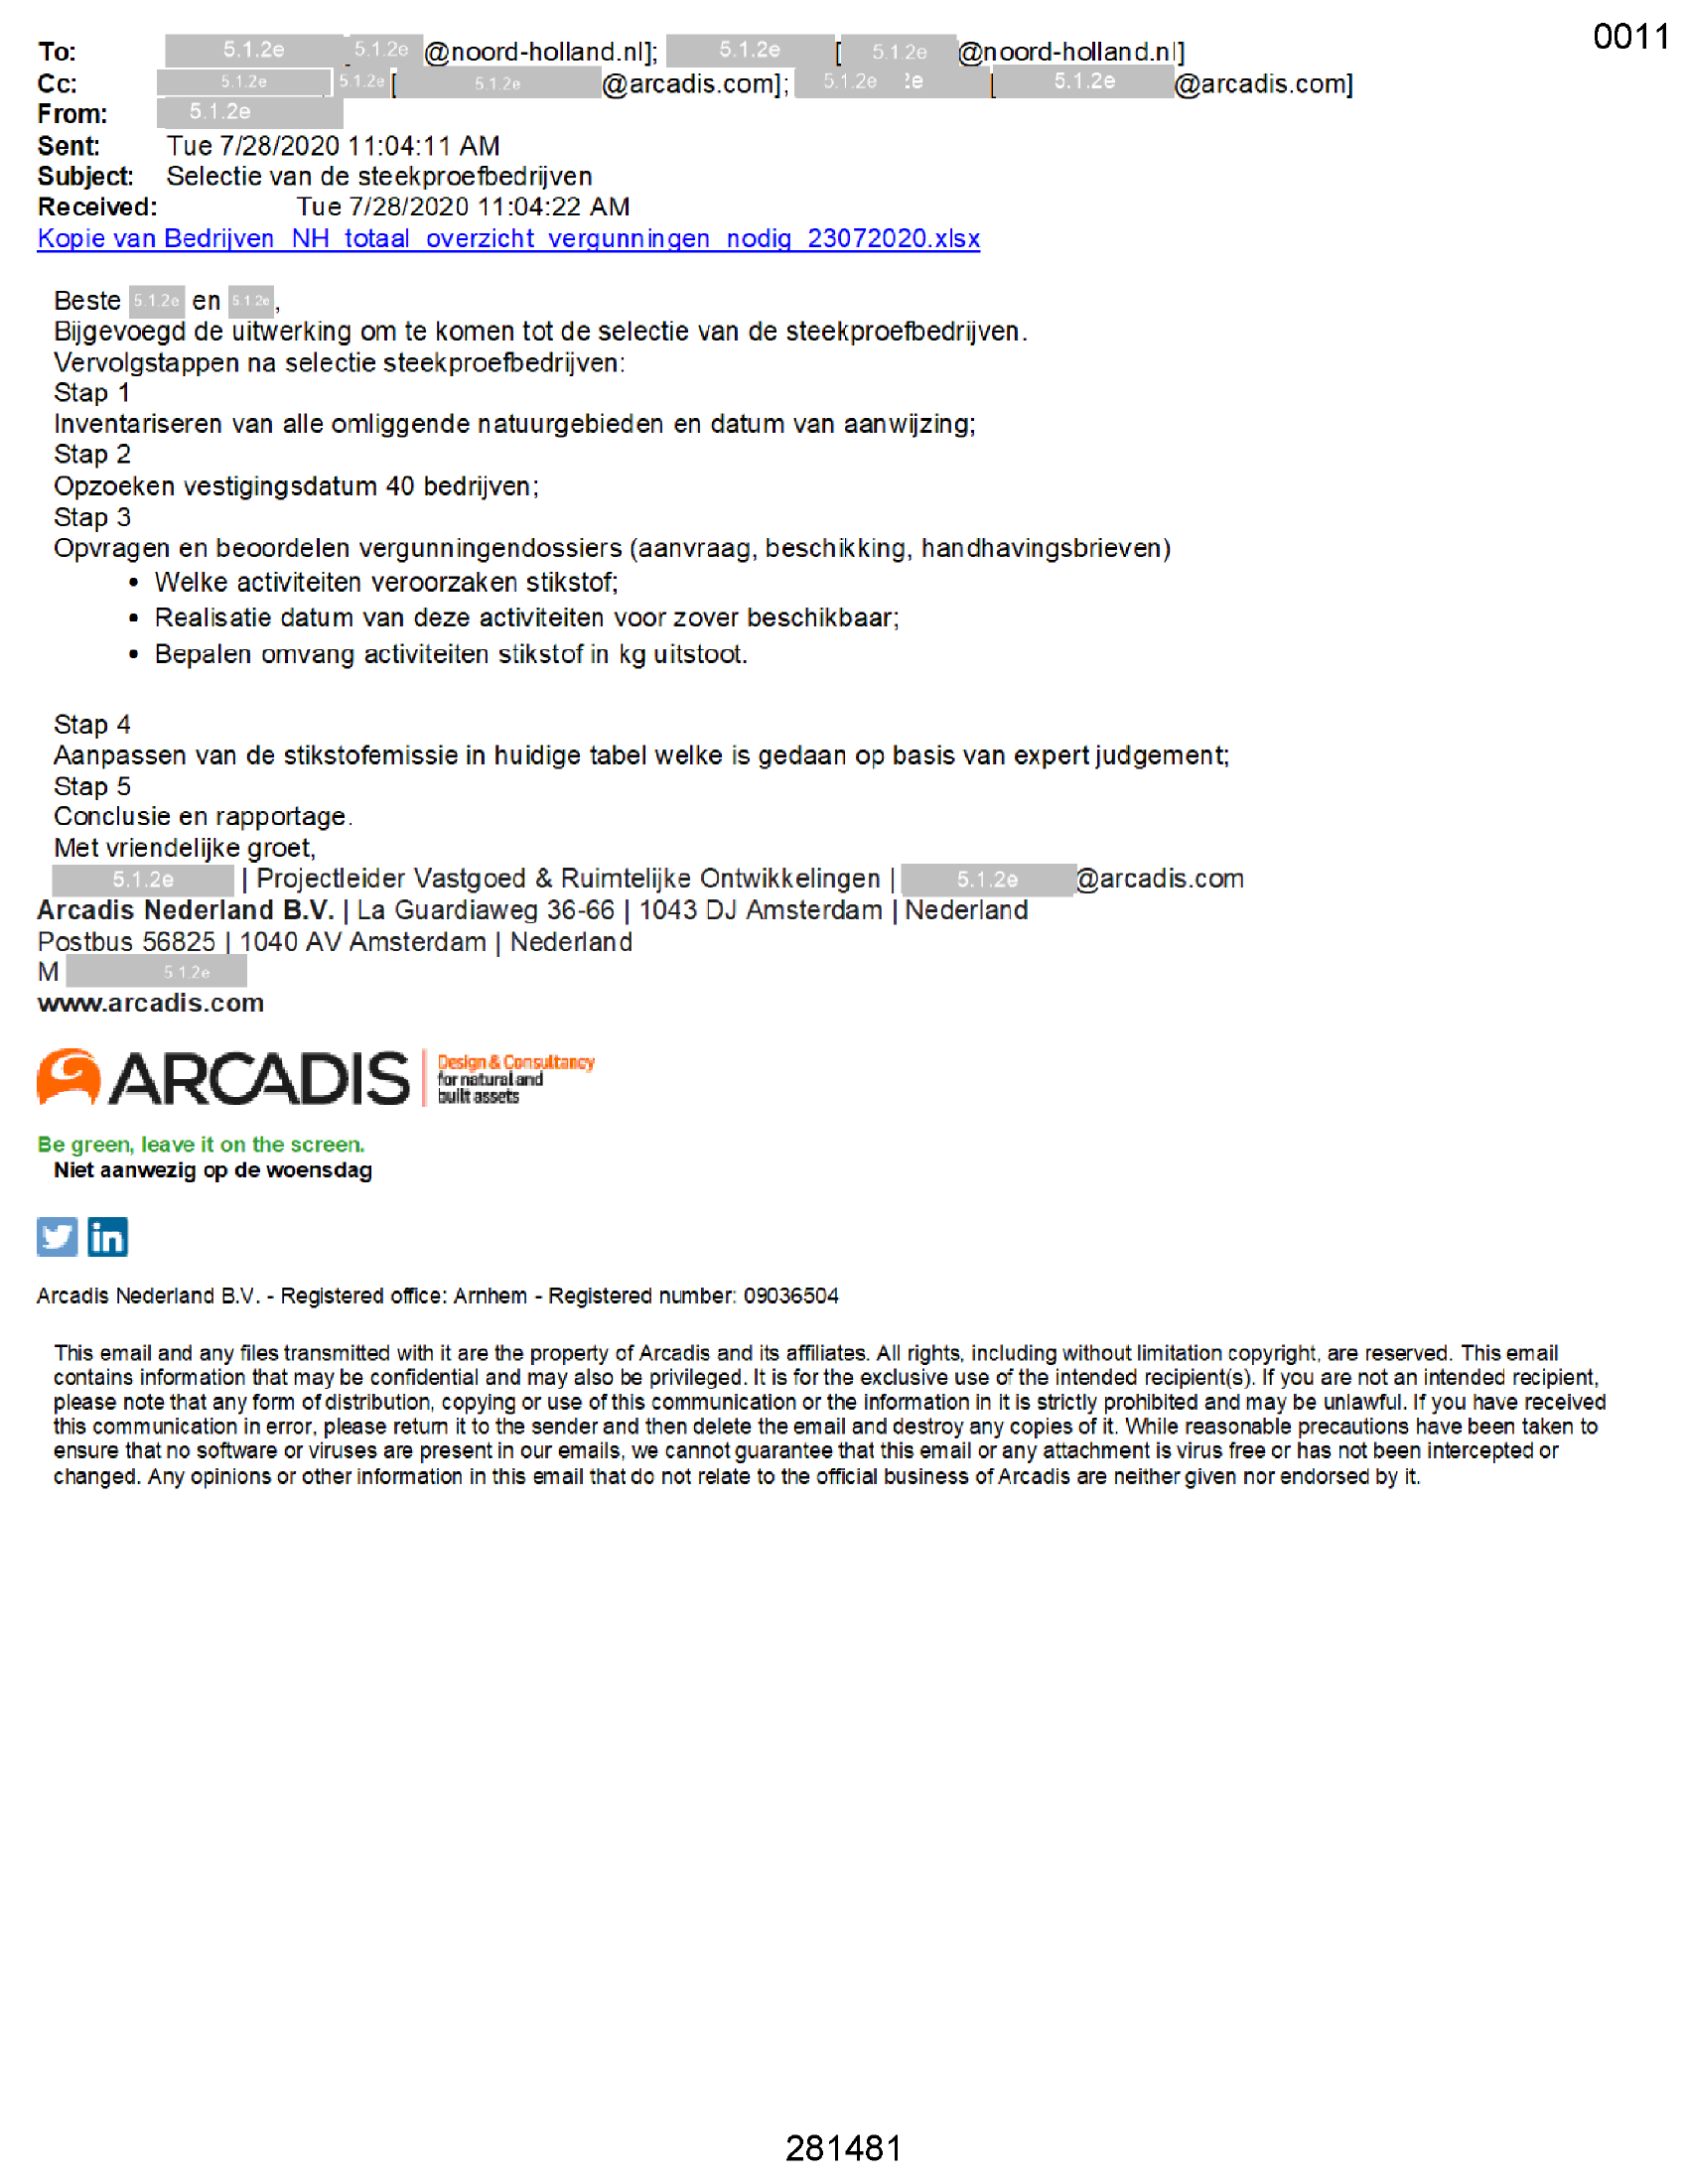 0011
To: 5.1.2e 5.1.2e @noord-holland.nl]; 5.1.2e [ 5.1.2e @noord-holland.nl]
Cc: 5.1.2e 5.1.2e [ 5.1.2e @arcadis.com]; 5.1.2e [ 5.1.2e @arcadis.com]
From: 5.1.2e
Sent: Tue 7/28/2020 11:04:11 AM
Subject: Selectie van de steekproefbedrijven
Received: Tue 7/28/2020 11:04:22 AM
Kopie van Bedrijven_NH_totaal_overzicht_vergunningen_nodig_23072020.xlsx
Beste 5.1.2e en 5.1.2e,
Bijgevoegd de uitwerking om te komen tot de selectie van de steekproefbedrijven.
Vervolgstappen na selectie steekproefbedrijven:
Stap 1
Inventariseren van alle omliggende natuurgebieden en datum van aanwijzing;
Stap 2
Opzoeken vestigingsdatum 40 bedrijven;
Stap 3
Opvragen en beoordelen vergunningendossiers (aanvraag, beschikking, handhavingsbrieven)
• Welke activiteiten veroorzaken stikstof;
• Realisatie datum van deze activiteiten voor zover beschikbaar;
• Bepalen omvang activiteiten stikstof in kg uitstoot.
Stap 4
Aanpassen van de stikstofemissie in huidige tabel welke is gedaan op basis van expert judgement;
Stap 5
Conclusie en rapportage.
Met vriendelijke groet,
5.1.2e | Projectleider Vastgoed & Ruimtelijke Ontwikkelingen | 5.1.2e @arcadis.com
Arcadis Nederland B.V. | La Guardiaweg 36-66 | 1043 DJ Amsterdam | Nederland
Postbus 56825 | 1040 AV Amsterdam | Nederland
M 5.1.2e
www.arcadis.com
ARCADIS
Design & Consultancy
for natural and
built assets
Be green, leave it on the screen.
Niet aanwezig op de woensdag
in
Arcadis Nederland B.V. - Registered office: Arnhem - Registered number: 09036504
This email and any files transmitted with it are the property of Arcadis and its affiliates. All rights, including without limitation copyright, are reserved. This email
contains information that may be confidential and may also be privileged. It is for the exclusive use of the intended recipient(s). If you are not an intended recipient,
please note that any form of distribution, copying or use of this communication or the information in it is strictly prohibited and may be unlawful. If you have received
this communication in error, please return it to the sender and then delete the email and destroy any copies of it. While reasonable precautions have been taken to
ensure that no software or viruses are present in our emails, we cannot guarantee that this email or any attachment is virus free or has not been intercepted or
changed. Any opinions or other information in this email that do not relate to the official business of Arcadis are neither given nor endorsed by it.
281481